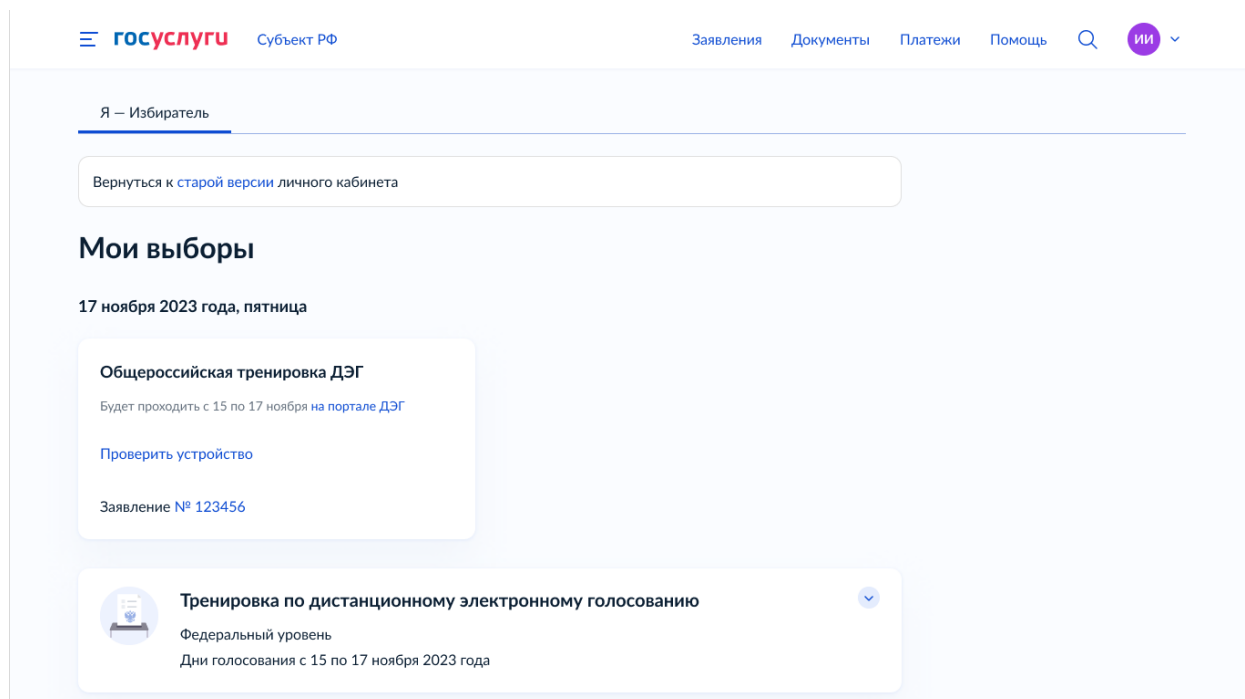 госуслуги Субъект РФ Заявления Документы Платежи Помощь ИИ
Я — Избиратель
Вернуться к старой версии личного кабинета
Мои выборы
17 ноября 2023 года, пятница
Общероссийская тренировка ДЭГ
Будет проходить с 15 по 17 ноября на портале ДЭГ
Проверить устройство
Заявление № 123456
Тренировка по дистанционному электронному голосованию
Федеральный уровень
Дни голосования с 15 по 17 ноября 2023 года